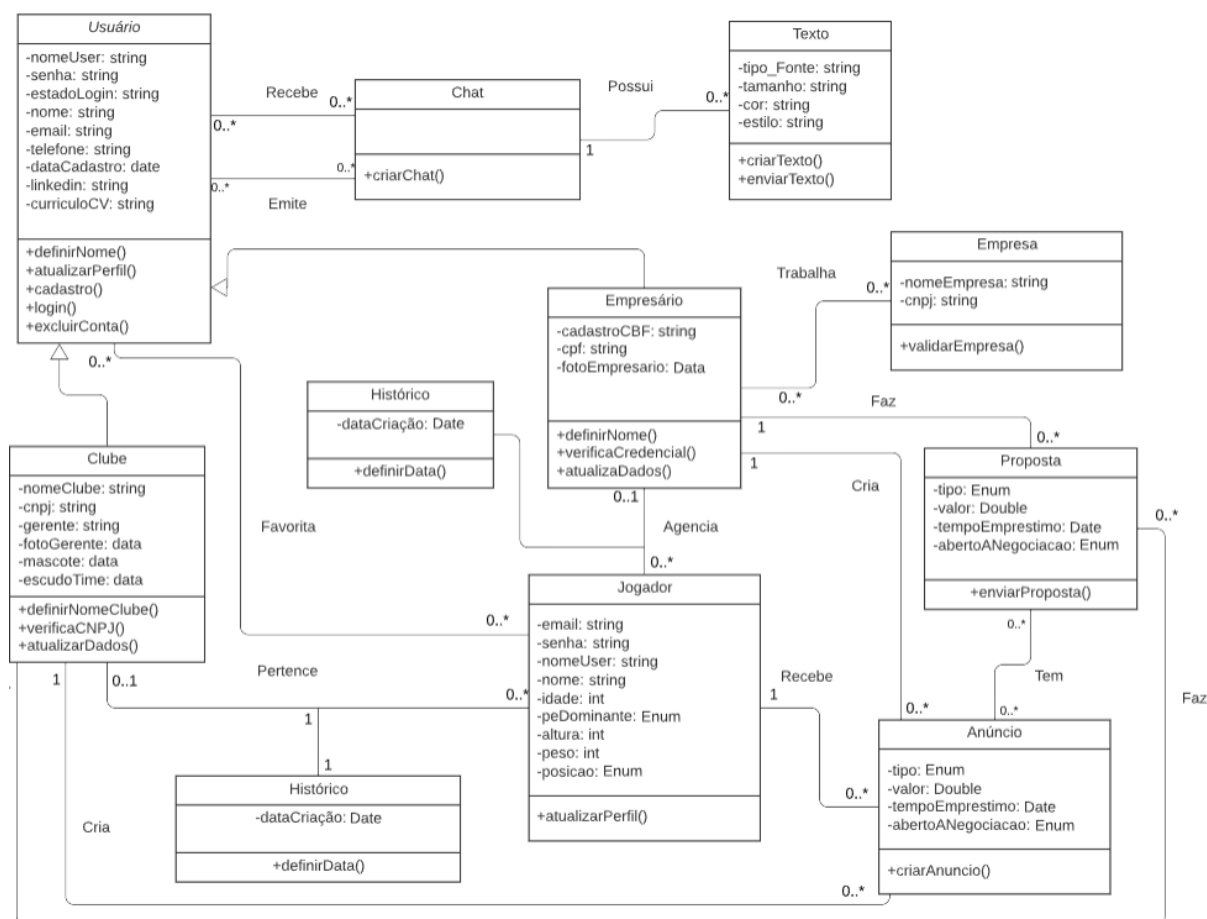 Usuário
-nomeUser: string
-senha: string
-estadoLogin: string
-nome: string
-email: string
-telefone: string
-dataCadastro: date
-linkedin: string
-curriculoCV: string
+definirNome()
+atualizarPerfil()
+cadastro()
+login()
+excluirConta()
Recebe
0..*
0..*
0..*
0..*
Emite
Chat
+criarChat()
Possui
1
0..*
Texto
-tipo_Fonte: string
-tamanho: string
-cor: string
-estilo: string
+criarTexto()
+enviarTexto()
Empresa
-nomeEmpresa: string
-cnpj: string
+validarEmpresa()
Trabalha
0..*
0..*
Empresário
-cadastroCBF: string
-cpf: string
-fotoEmpresario: Data
+definirNome()
+verificaCredencial()
+atualizaDados()
Histórico
-dataCriação: Date
+definirData()
0..*
Favorita
0..*
0..1
Agencia
0..*
Faz
1
0..*
1
Cria
0..*
Proposta
-tipo: Enum
-valor: Double
-tempoEmprestimo: Date
-abertoANegociacao: Enum
+enviarProposta()
0..*
Faz
0..*
Tem
0..*
Clube
-nomeClube: string
-cnpj: string
-gerente: string
-fotoGerente: data
-mascote: data
-escudoTime: data
+definirNomeClube()
+verificaCNPJ()
+atualizarDados()
1
0..1
Pertence
0..*
1
1
Histórico
-dataCriação: Date
+definirData()
Cria
0..*
Jogador
-email: string
-senha: string
-nomeUser: string
-nome: string
-idade: int
-peDominante: Enum
-altura: int
-peso: int
-posicao: Enum
+atualizarPerfil()
Recebe
1
0..*
Anúncio
-tipo: Enum
-valor: Double
-tempoEmprestimo: Date
-abertoANegociacao: Enum
+criarAnuncio()